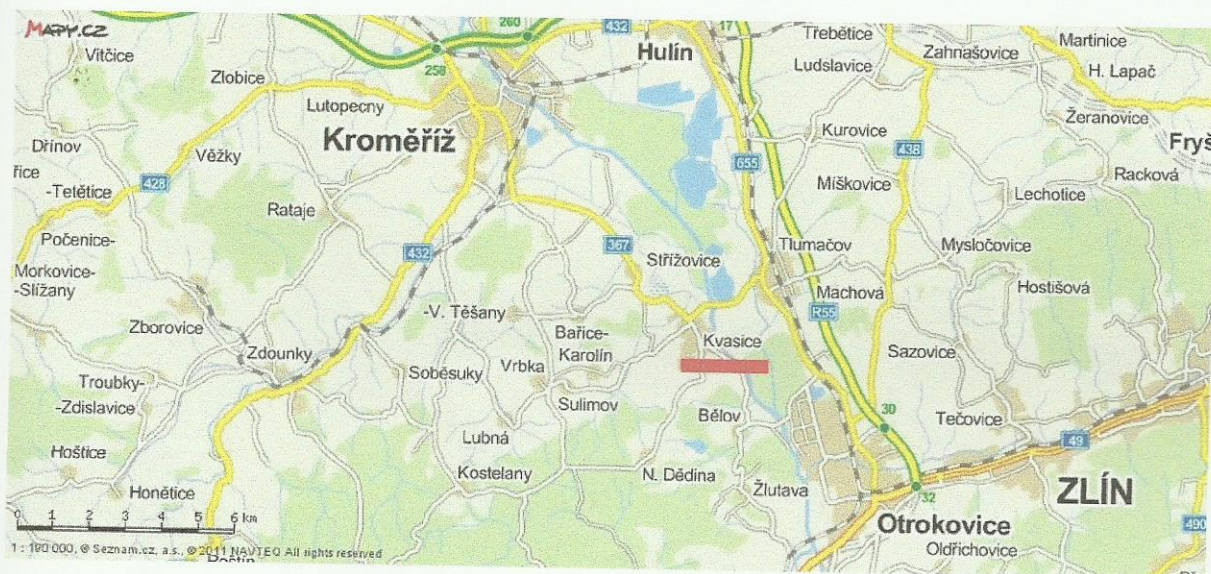 MAPY.CZ
Vitčice
Zlobice
Lutopecny
Kroměříž
258
260
432
Hulín
17
Třebětice
Ludslavice
Zahnašovice
Martinice
H. Lapač
Žeranovice
Fryš
Dřínov
řice
-Tetětice
Věžky
428
Rataje
Kurovice
438
655
Míškovice
Lechotice
Racková
Počenice-
Morkovice-
-Slížany
432
367
Střížovice
Tlumačov
Mysločovice
Hostišová
Machová
R55
Zborovice
Zdounky
-V. Těšany
Bařice-
Karolín
Kvasice
Sazovice
Troubky-
-Zdislavice
Soběsuky
Vrbka
Sulimov
Bělov
30
Tečovice
49
Hoštice
Honětice
Lubná
Kostelany
N. Dědina
Žlutava
32
ZLÍN
Otrokovice
490
Oldřichovice
0 1 2 4 6 km
1 : 190 000, © Seznam.cz, a.s., © 2011 NAVTEQ All rights reserved